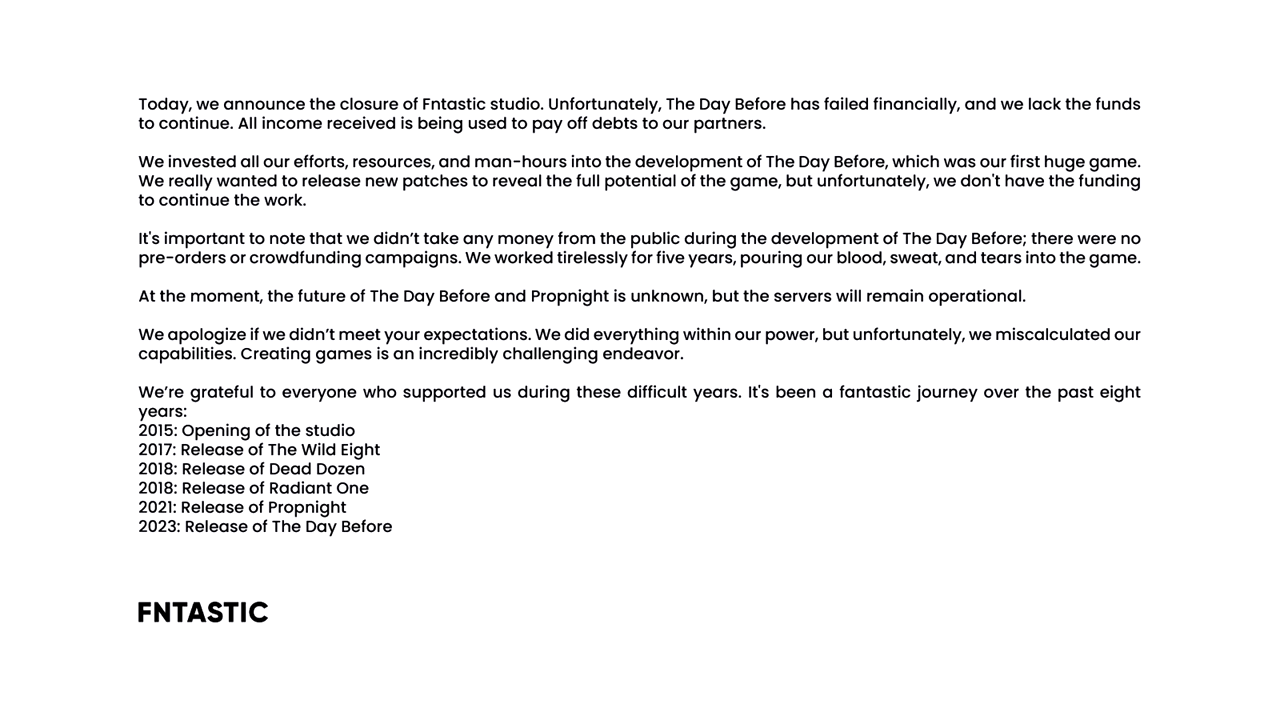 Today, we announce the closure of Fntastic studio. Unfortunately, The Day Before has failed financially, and we lack the funds
to continue. All income received is being used to pay off debts to our partners.
We invested all our efforts, resources, and man-hours into the development of The Day Before, which was our first huge game.
We really wanted to release new patches to reveal the full potential of the game, but unfortunately, we don't have the funding
to continue the work.
It's important to note that we didn’t take any money from the public during the development of The Day Before; there were no
pre-orders or crowdfunding campaigns. We worked tirelessly for five years, pouring our blood, sweat, and tears into the game.
At the moment, the future of The Day Before and Propnight is unknown, but the servers will remain operational.
We apologize if we didn’t meet your expectations. We did everything within our power, but unfortunately, we miscalculated our
capabilities. Creating games is an incredibly challenging endeavor.
We’re grateful to everyone who supported us during these difficult years. It's been a fantastic journey over the past eight
years:
2015: Opening of the studio
2017: Release of The Wild Eight
2018: Release of Dead Dozen
2018: Release of Radiant One
2021: Release of Propnight
2023: Release of The Day Before
FNTASTIC